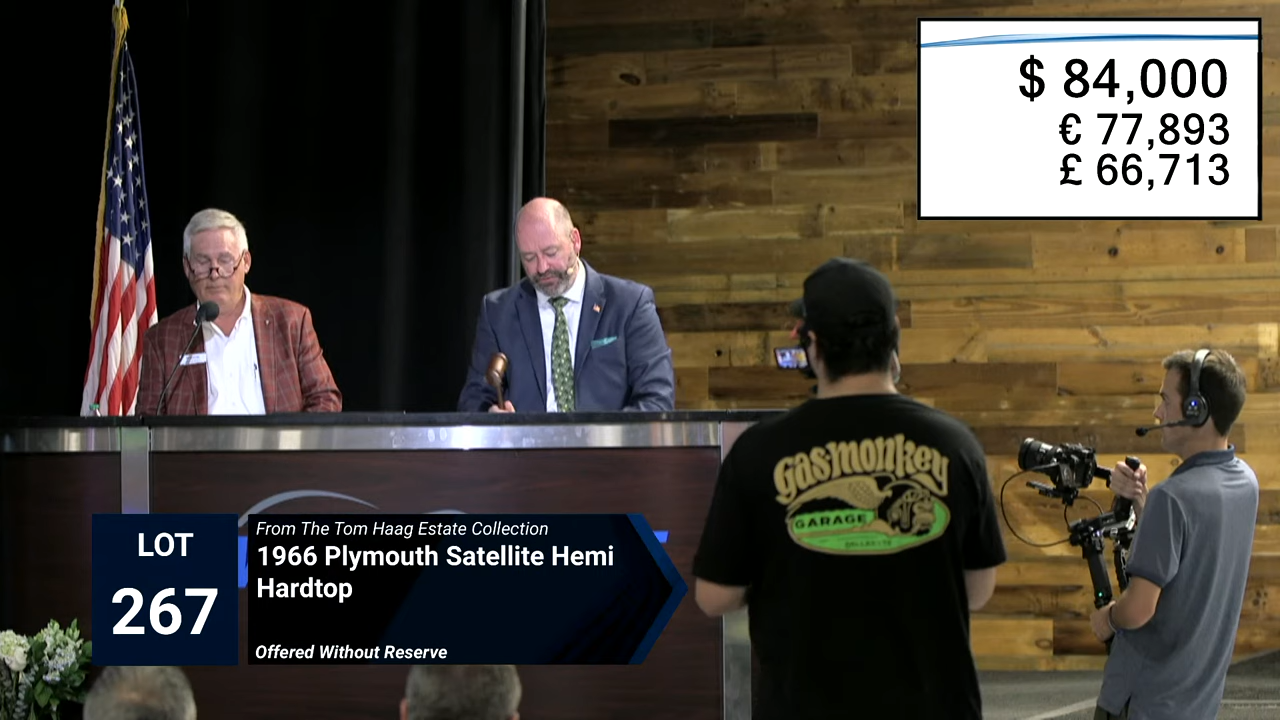 $ 84,000
€ 77,893
£ 66,713
gas monkey
GARAGE
LOT
267
From The Tom Haag Estate Collection
1966 Plymouth Satellite Hemi
Hardtop
Offered Without Reserve